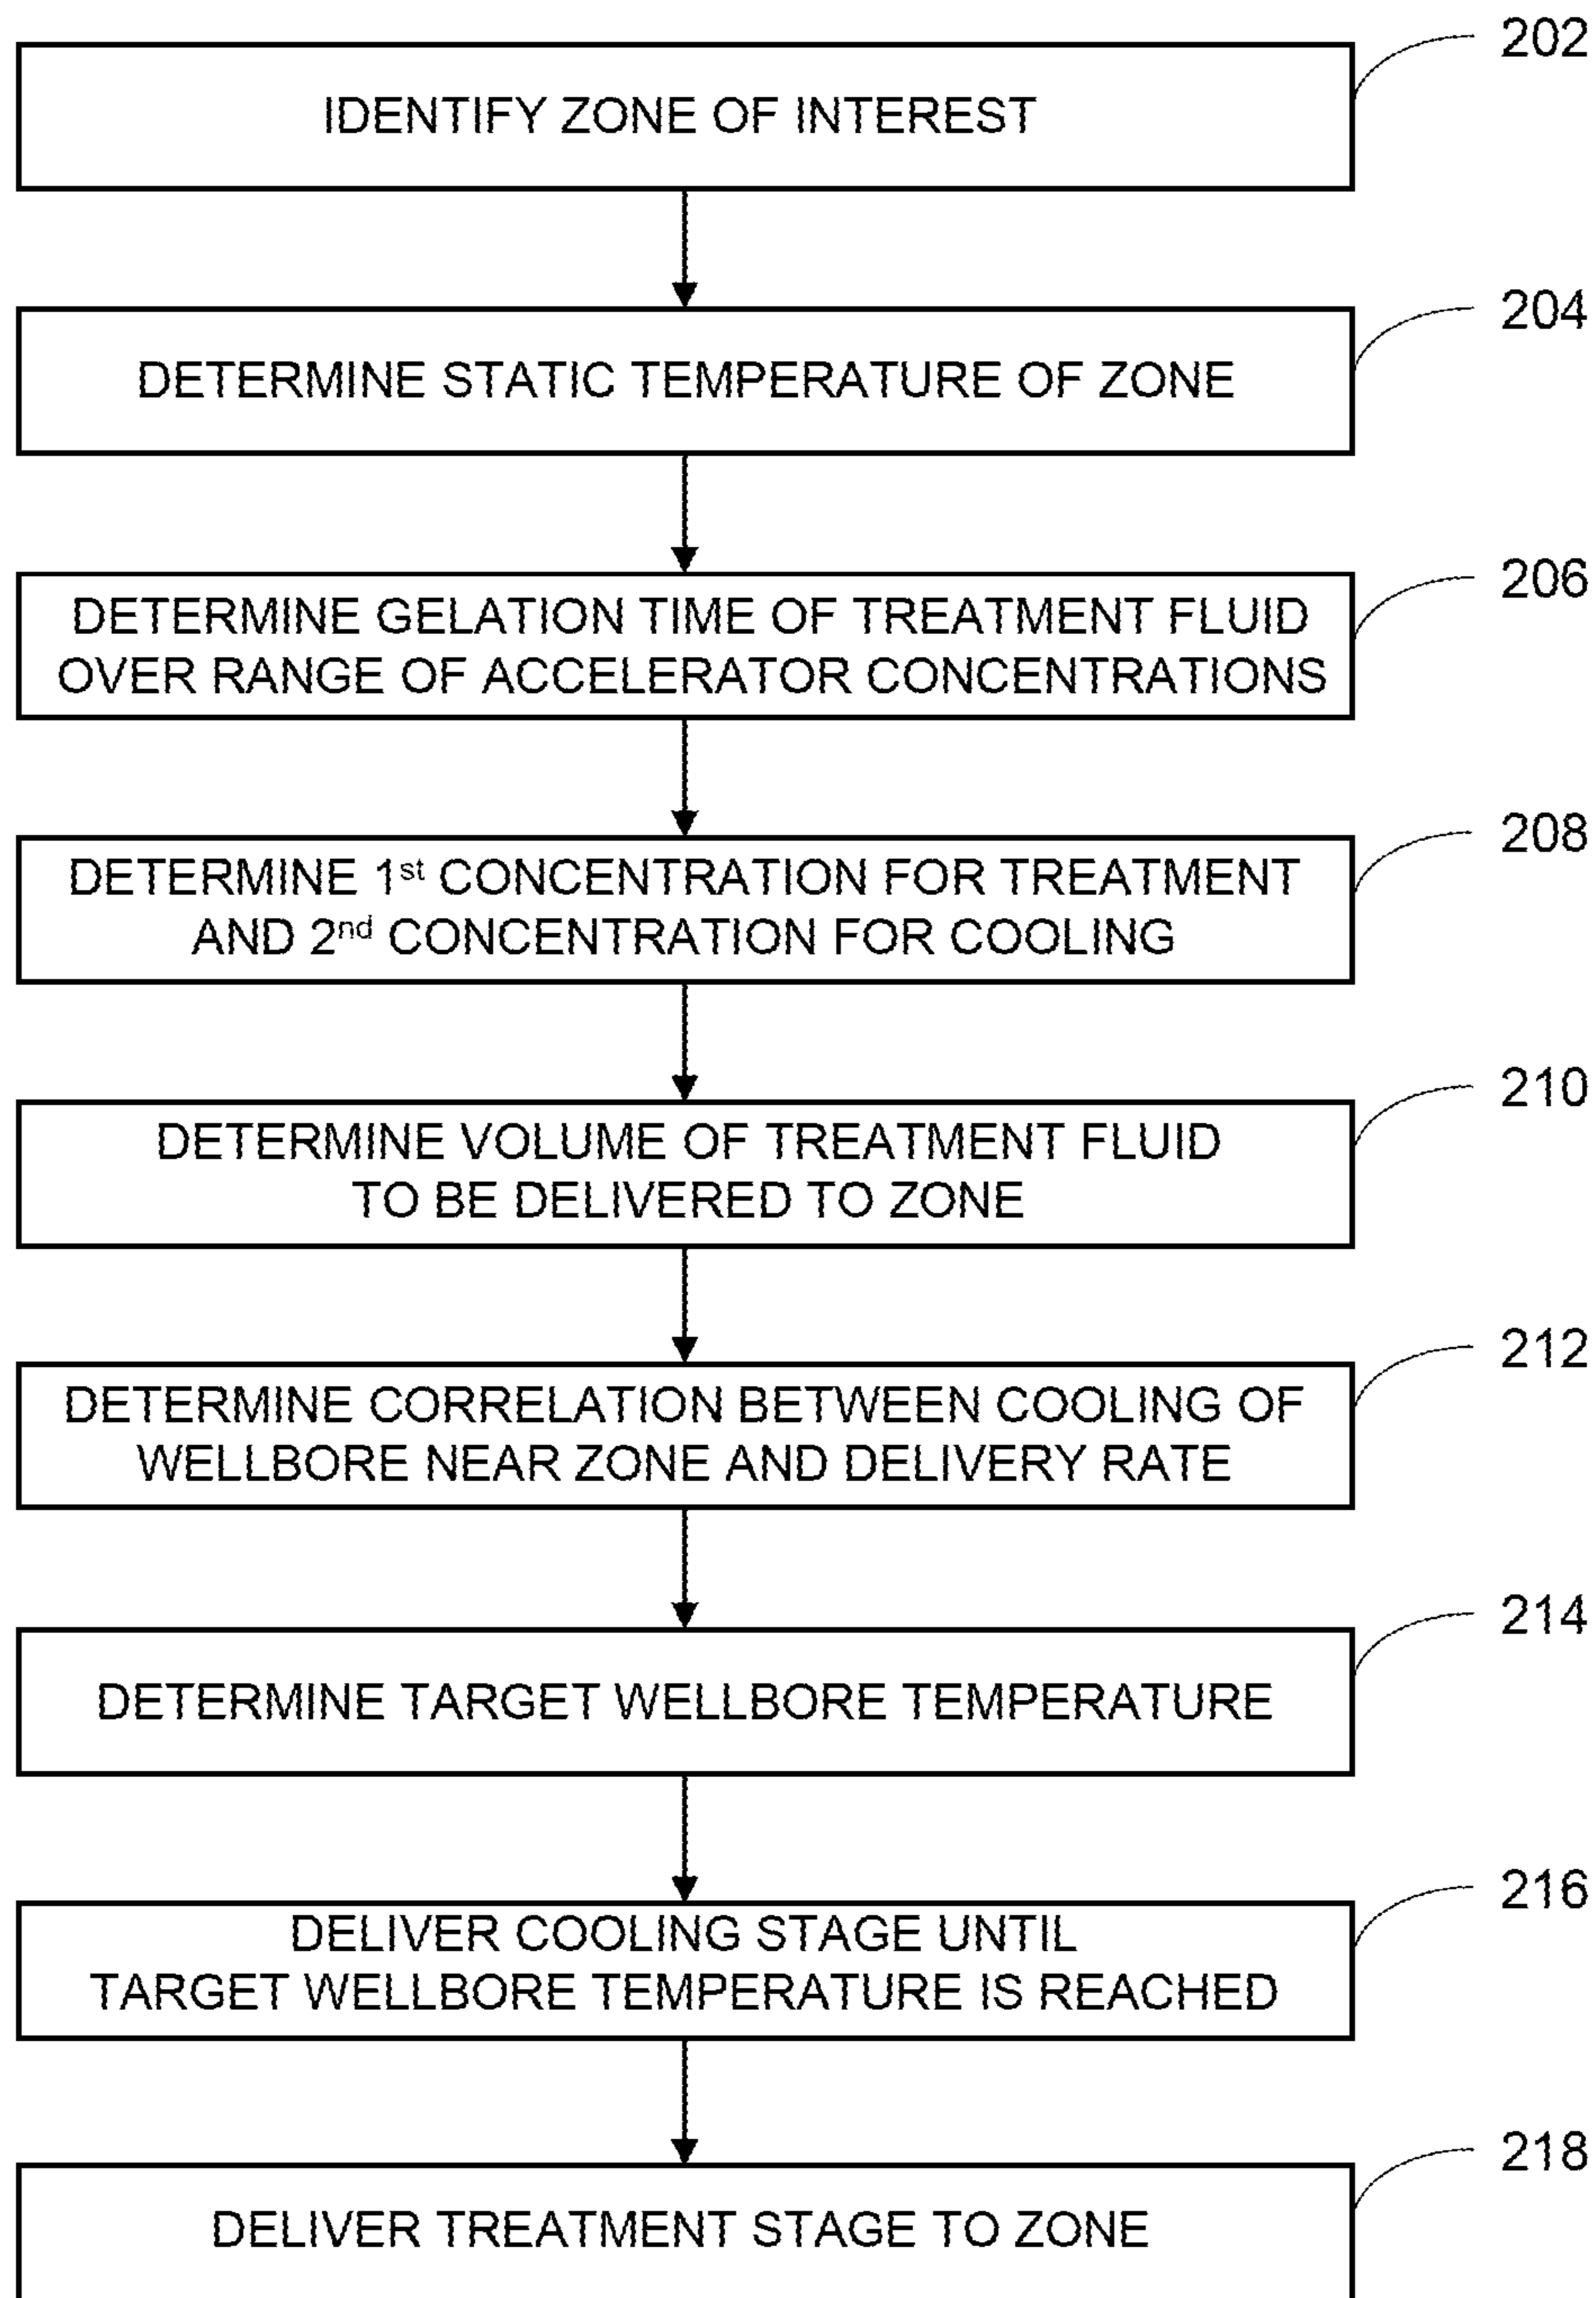 202
IDENTIFY ZONE OF INTEREST
204
DETERMINE STATIC TEMPERATURE OF ZONE
206
DETERMINE GELATION TIME OF TREATMENT FLUID
OVER RANGE OF ACCELERATOR CONCENTRATIONS
208
DETERMINE 1st CONCENTRATION FOR TREATMENT
AND 2nd CONCENTRATION FOR COOLING
210
DETERMINE VOLUME OF TREATMENT FLUID
TO BE DELIVERED TO ZONE
212
DETERMINE CORRELATION BETWEEN COOLING OF
WELLBORE NEAR ZONE AND DELIVERY RATE
214
DETERMINE TARGET WELLBORE TEMPERATURE
216
DELIVER COOLING STAGE UNTIL
TARGET WELLBORE TEMPERATURE IS REACHED
218
DELIVER TREATMENT STAGE TO ZONE